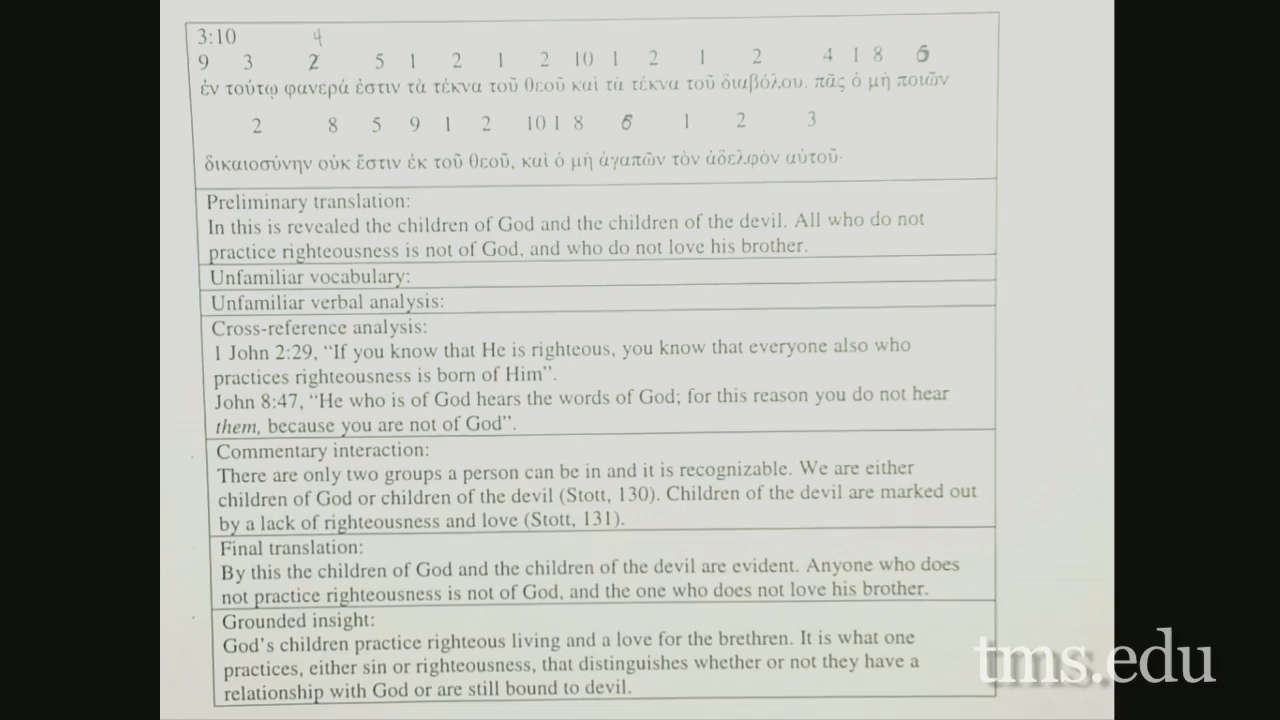 3:10 4
9 3 2 5 1 2 1 2 10 1 2 1 2 4 1 8 6
ἐν τούτῳ φανερά ἐστιν τὰ τέκνα τοῦ θεοῦ καὶ τὰ τέκνα τοῦ διαβόλου. πᾶς ὁ μὴ ποιῶν
2 8 5 9 1 2 10 1 8 6 1 2 3
δικαιοσύνην οὐκ ἔστιν ἐκ τοῦ θεοῦ, καὶ ὁ μὴ ἀγαπῶν τὸν ἀδελφὸν αὐτοῦ·
Preliminary translation:
In this is revealed the children of God and the children of the devil. All who do not
practice righteousness is not of God, and who do not love his brother.
Unfamiliar vocabulary:
Unfamiliar verbal analysis:
Cross-reference analysis:
1 John 2:29, “If you know that He is righteous, you know that everyone also who
practices righteousness is born of Him”.
John 8:47, “He who is of God hears the words of God; for this reason you do not hear
them, because you are not of God”.
Commentary interaction:
There are only two groups a person can be in and it is recognizable. We are either
children of God or children of the devil (Stott, 130). Children of the devil are marked out
by a lack of righteousness and love (Stott, 131).
Final translation:
By this the children of God and the children of the devil are evident. Anyone who does
not practice righteousness is not of God, and the one who does not love his brother.
Grounded insight:
God’s children practice righteous living and a love for the brethren. It is what one
practices, either sin or righteousness, that distinguishes whether or not they have a
relationship with God or are still bound to devil.
tms.edu